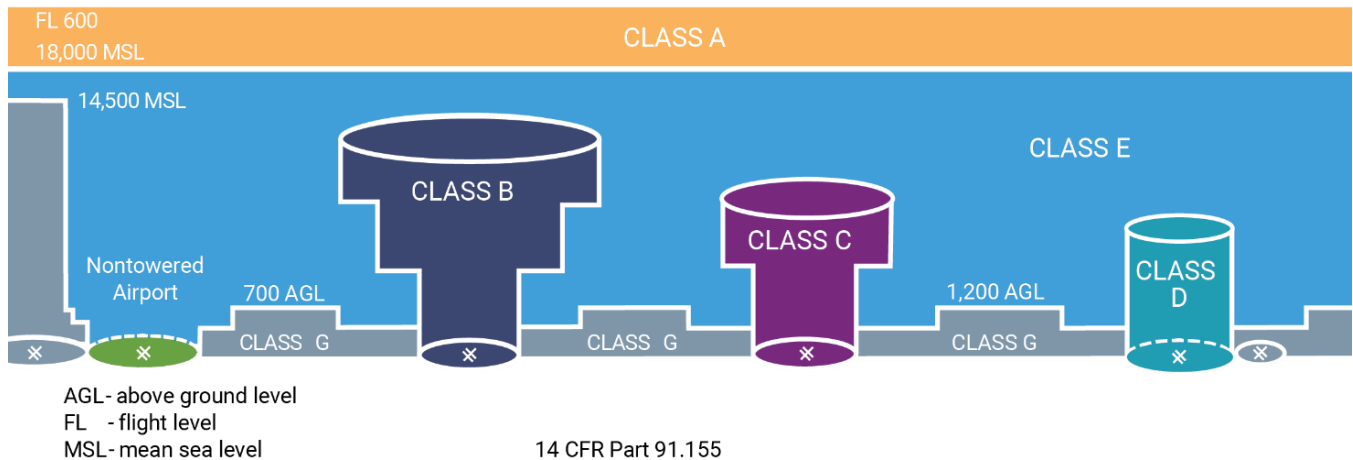 FL 600
18,000 MSL
CLASS A
14,500 MSL
CLASS E
CLASS B
CLASS C
CLASS
D
Nontowered
Airport
700 AGL
1,200 AGL
CLASS G
CLASS G
CLASS G
AGL- above ground level
FL - flight level
MSL- mean sea level
14 CFR Part 91.155